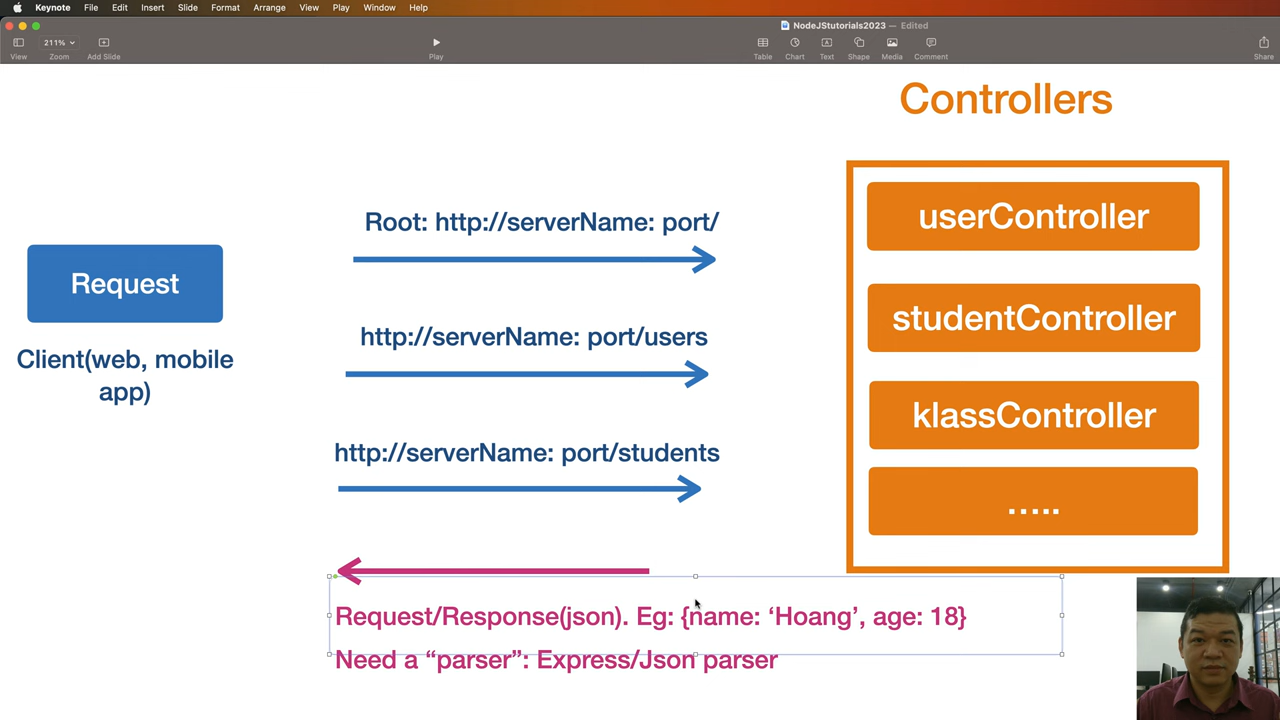 Keynote File Edit Insert Slide Format Arrange View Play Window Help
NodeJStutorials2023 — Edited
211%
View Zoom Add Slide Play Table Chart Text Shape Media Comment Share
Controllers
Root: http://serverName: port/
userController
Request
studentController
http://serverName: port/users
Client(web, mobile
app)
klassController
http://serverName: port/students
.....
Request/Response(json). Eg: {name: ‘Hoang’, age: 18}
Need a “parser”: Express/Json parser